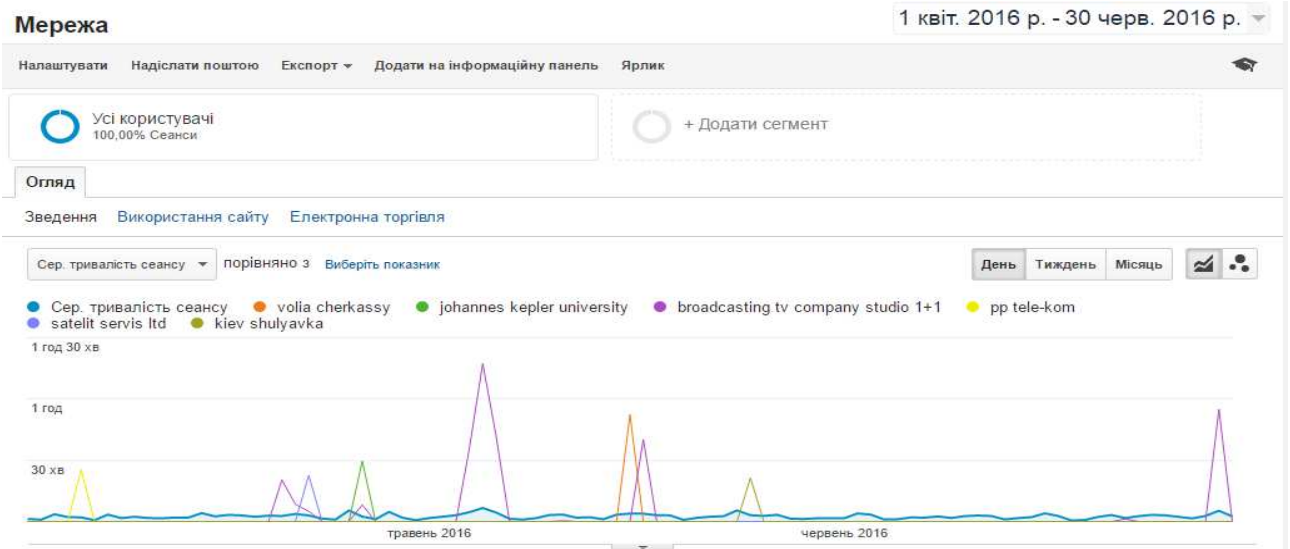 Мережа
1 квіт. 2016 р. - 30 черв. 2016 р.
Налаштувати Надіслати поштою Експорт Додати на інформаційну панель Ярлик
Усі користувачі
100,00% Сеанси
+ Додати сегмент
Огляд
Зведення Використання сайту Електронна торгівля
Сер. тривалість сеансу порівняно з Виберіть показник
День Тиждень Місяць
Сер. тривалість сеансу volia cherkassy johannes kepler university broadcasting tv company studio 1+1 pp tele-kom
satelit servis ltd kiev shulyavka
1 год 30 хв
1 год
30 хв
травень 2016 червень 2016